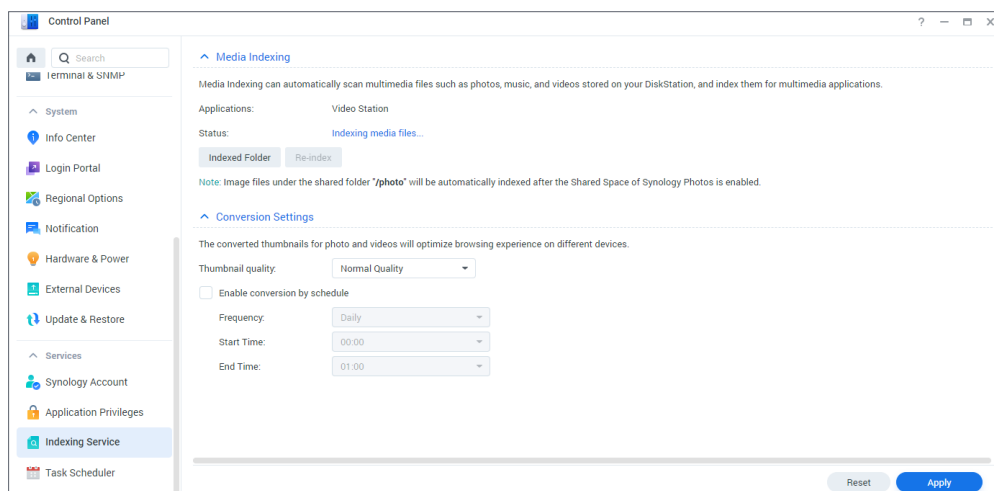 Control Panel
?
Search
Terminal & SNMP
System
Info Center
Login Portal
Regional Options
Notification
Hardware & Power
External Devices
Update & Restore
Services
Synology Account
Application Privileges
Indexing Service
Task Scheduler
Media Indexing
Media Indexing can automatically scan multimedia files such as photos, music, and videos stored on your DiskStation, and index them for multimedia applications.
Applications: Video Station
Status: Indexing media files...
Indexed Folder Re-index
Note: Image files under the shared folder "/photo" will be automatically indexed after the Shared Space of Synology Photos is enabled.
Conversion Settings
The converted thumbnails for photo and videos will optimize browsing experience on different devices.
Thumbnail quality: Normal Quality
Enable conversion by schedule
Frequency: Daily
Start Time: 00:00
End Time: 01:00
Reset Apply